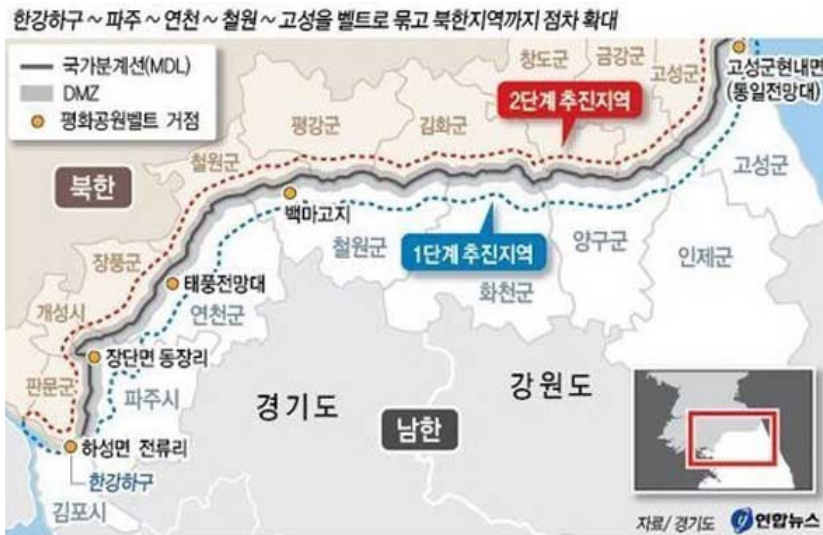 한강하구 ~ 파주 ~ 연천 ~ 철원 ~ 고성을 벨트로 묶고 북한지역까지 점차 확대
국가분계선(MDL)
DMZ
평화공원벨트 거점
창도군
금강군
고성군
고성군현내면
(통일전망대)
2단계 추진지역
평강군
김화군
철원군
북한
고성군
백마고지
1단계 추진지역
철원군
양구군
인제군
장풍군
태풍전망대
화천군
개성시
연천군
장단면 동장리
판문군
파주시
경기도
강원도
남한
하성면 전류리
한강하구
김포시
자료/ 경기도
연합뉴스